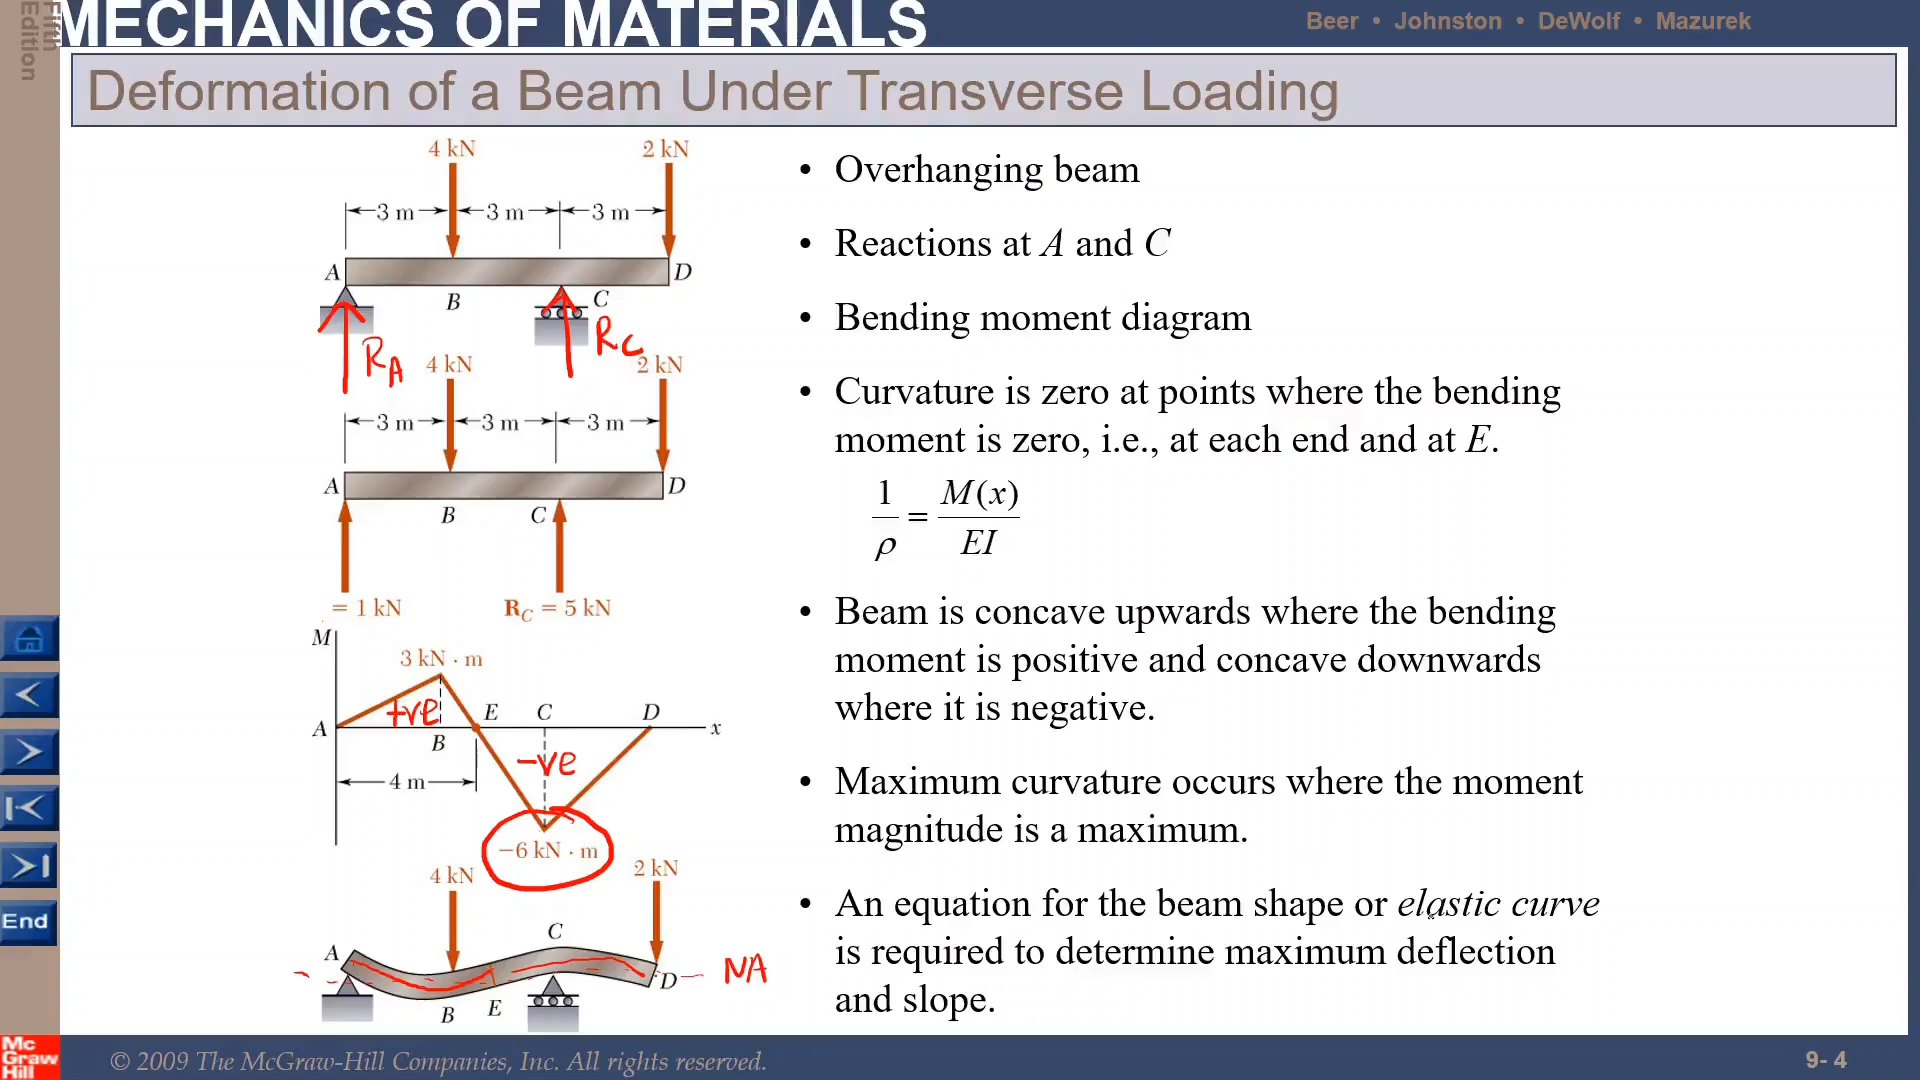 MECHANICS OF MATERIALS
Beer • Johnston • DeWolf • Mazurek
Fifth
Edition
Deformation of a Beam Under Transverse Loading
4 kN
2 kN
3 m
3 m
3 m
A
D
B
C
R_A
R_C
4 kN
2 kN
3 m
3 m
3 m
A
D
B
C
= 1 kN
R_C = 5 kN
M
3 kN · m
+ve
A
B
E
C
D
x
-ve
4 m
−6 kN · m
4 kN
2 kN
C
A
D
NA
B
E
• Overhanging beam
• Reactions at A and C
• Bending moment diagram
• Curvature is zero at points where the bending
moment is zero, i.e., at each end and at E.
1/ρ = M(x)/EI
• Beam is concave upwards where the bending
moment is positive and concave downwards
where it is negative.
• Maximum curvature occurs where the moment
magnitude is a maximum.
• An equation for the beam shape or elastic curve
is required to determine maximum deflection
and slope.
End
Mc
Graw
Hill
© 2009 The McGraw-Hill Companies, Inc. All rights reserved.
9- 4